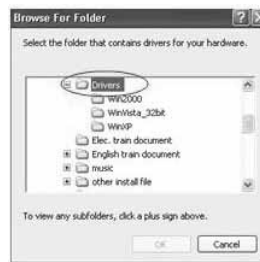 Browse For Folder
Select the folder that contains drivers for your hardware.
Drivers
Win2000
WinVista_32bit
WinXP
Elec. train document
English train document
music
other install file
To view any subfolders, click a plus sign above.
OK
Cancel